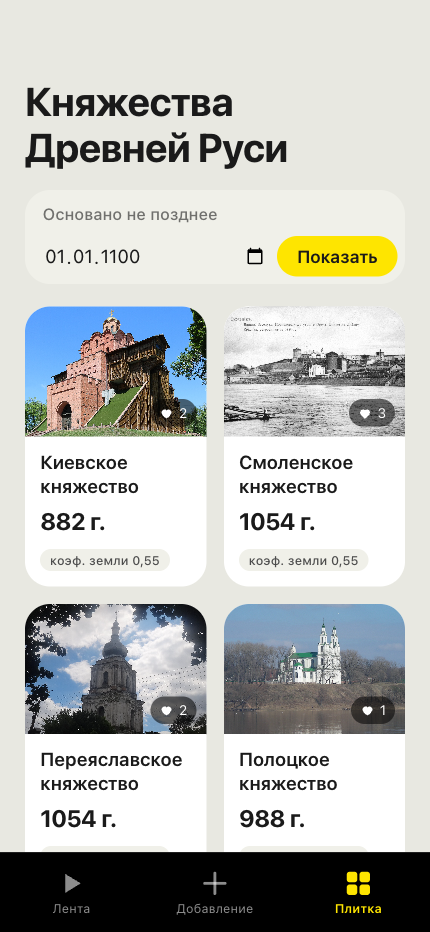 Княжества
Древней Руси
Основано не позднее
01.01.1100
Показать
2
3
Киевское
княжество
882 г.
коэф. земли 0,55
Смоленское
княжество
1054 г.
коэф. земли 0,55
2
1
Переяславское
княжество
1054 г.
Полоцкое
княжество
988 г.
Лента
Добавление
Плитка